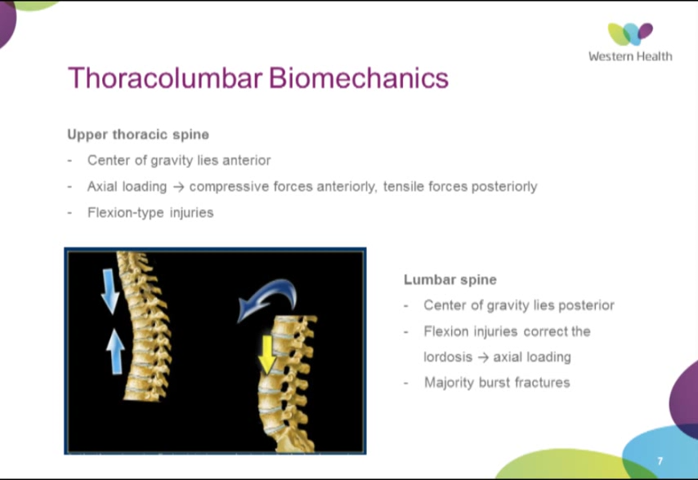 Western Health
Thoracolumbar Biomechanics
Upper thoracic spine
- Center of gravity lies anterior
- Axial loading → compressive forces anteriorly, tensile forces posteriorly
- Flexion-type injuries
Lumbar spine
- Center of gravity lies posterior
- Flexion injuries correct the
lordosis → axial loading
- Majority burst fractures
7